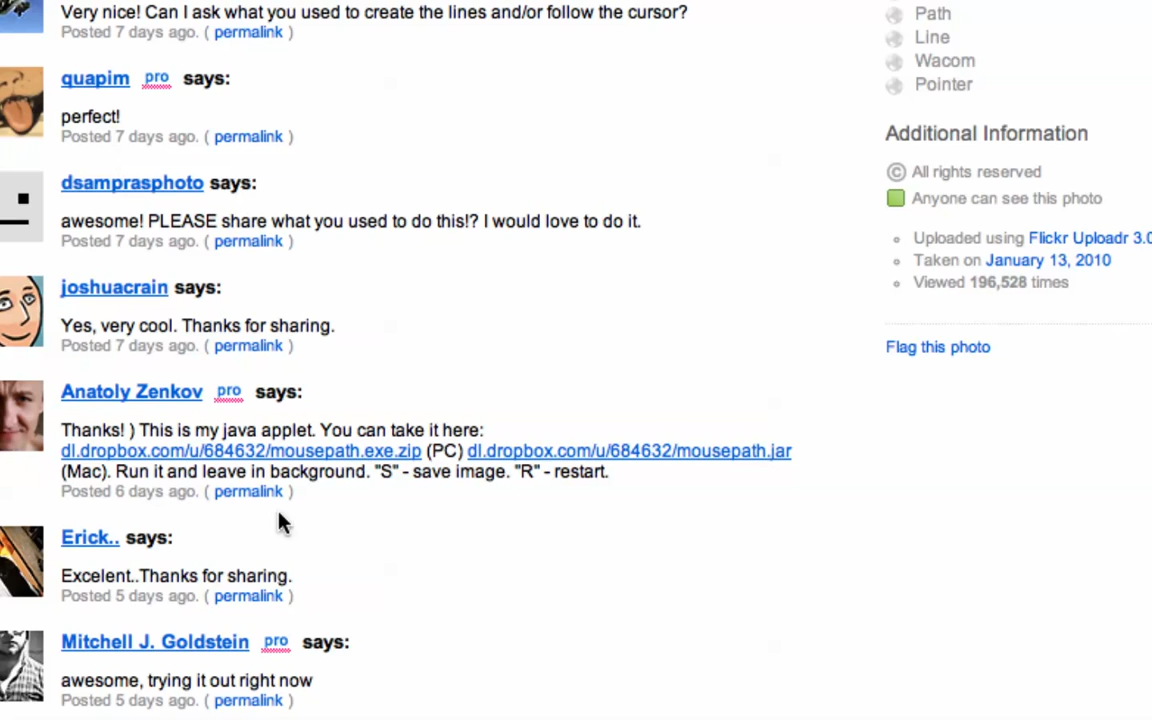 Very nice! Can I ask what you used to create the lines and/or follow the cursor?
Posted 7 days ago. ( permalink )
quapim pro says:
perfect!
Posted 7 days ago. ( permalink )
dsamprasphoto says:
awesome! PLEASE share what you used to do this!? I would love to do it.
Posted 7 days ago. ( permalink )
joshuacrain says:
Yes, very cool. Thanks for sharing.
Posted 7 days ago. ( permalink )
Anatoly Zenkov pro says:
Thanks! ) This is my java applet. You can take it here:
dl.dropbox.com/u/684632/mousepath.exe.zip (PC) dl.dropbox.com/u/684632/mousepath.jar
(Mac). Run it and leave in background. "S" - save image. "R" - restart.
Posted 6 days ago. ( permalink )
Erick.. says:
Excelent..Thanks for sharing.
Posted 5 days ago. ( permalink )
Mitchell J. Goldstein pro says:
awesome, trying it out right now
Posted 5 days ago. ( permalink )
Path
Line
Wacom
Pointer
Additional Information
© All rights reserved
Anyone can see this photo
Uploaded using Flickr Uploadr 3.0
Taken on January 13, 2010
Viewed 196,528 times
Flag this photo